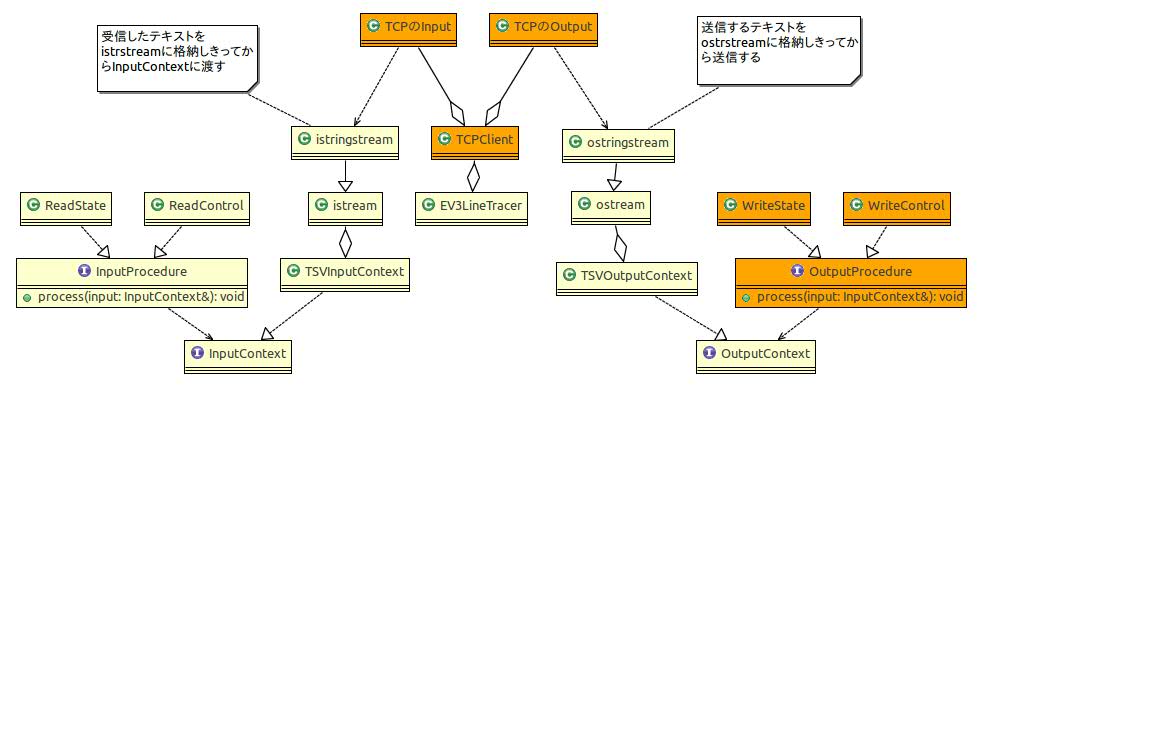 TCPのInput
TCPのOutput
受信したテキストを
istrstreamに格納しきってか
らInputContextに渡す
送信するテキストを
ostrstreamに格納しきってか
ら送信する
C istringstream
C TCPClient
C ostringstream
C ReadState
C ReadControl
C istream
C EV3LineTracer
C ostream
C WriteState
C WriteControl
I InputProcedure
process(input: InputContext&): void
C TSVInputContext
C TSVOutputContext
I OutputProcedure
process(input: InputContext&): void
I InputContext
I OutputContext